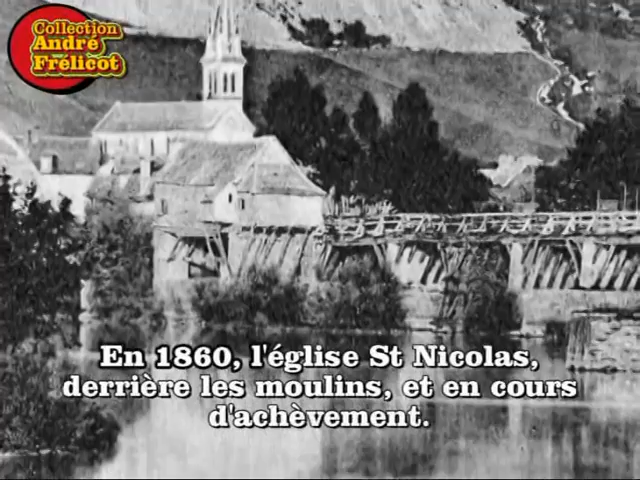 Collection
André
Frélicot
En 1860, l'église St Nicolas,
derrière les moulins, et en cours
d'achèvement.